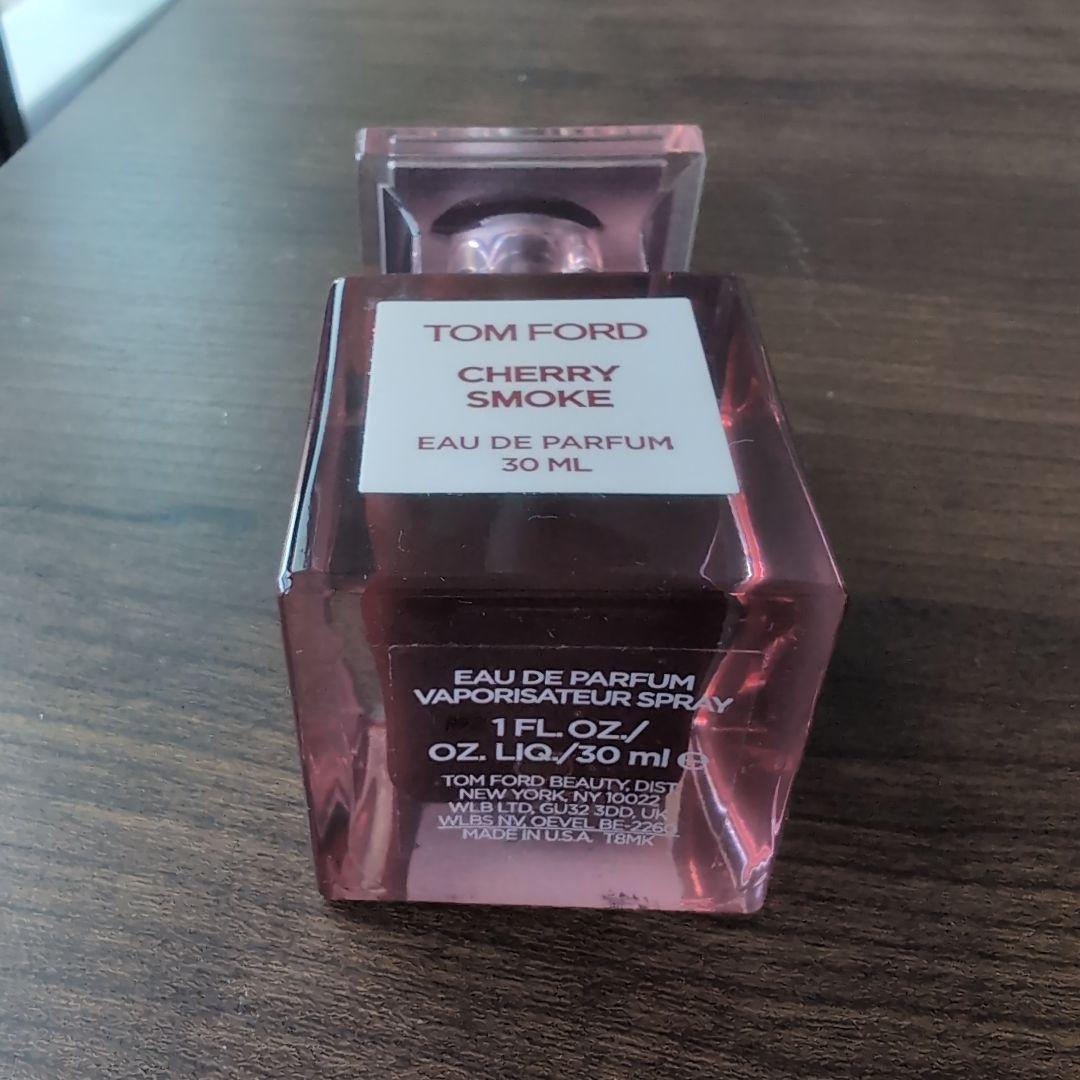 TOM FORD
CHERRY
SMOKE
EAU DE PARFUM
30 ML
EAU DE PARFUM
VAPORISATEUR SPRAY
1 FL. OZ./
OZ. LIQ./30 ml ℮
TOM FORD BEAUTY, DIST.
NEW YORK, NY 10022
WLB LTD, GU32 3DD, UK
WLBS NV, OEVEL BE-2260
MADE IN U.S.A. T8MK